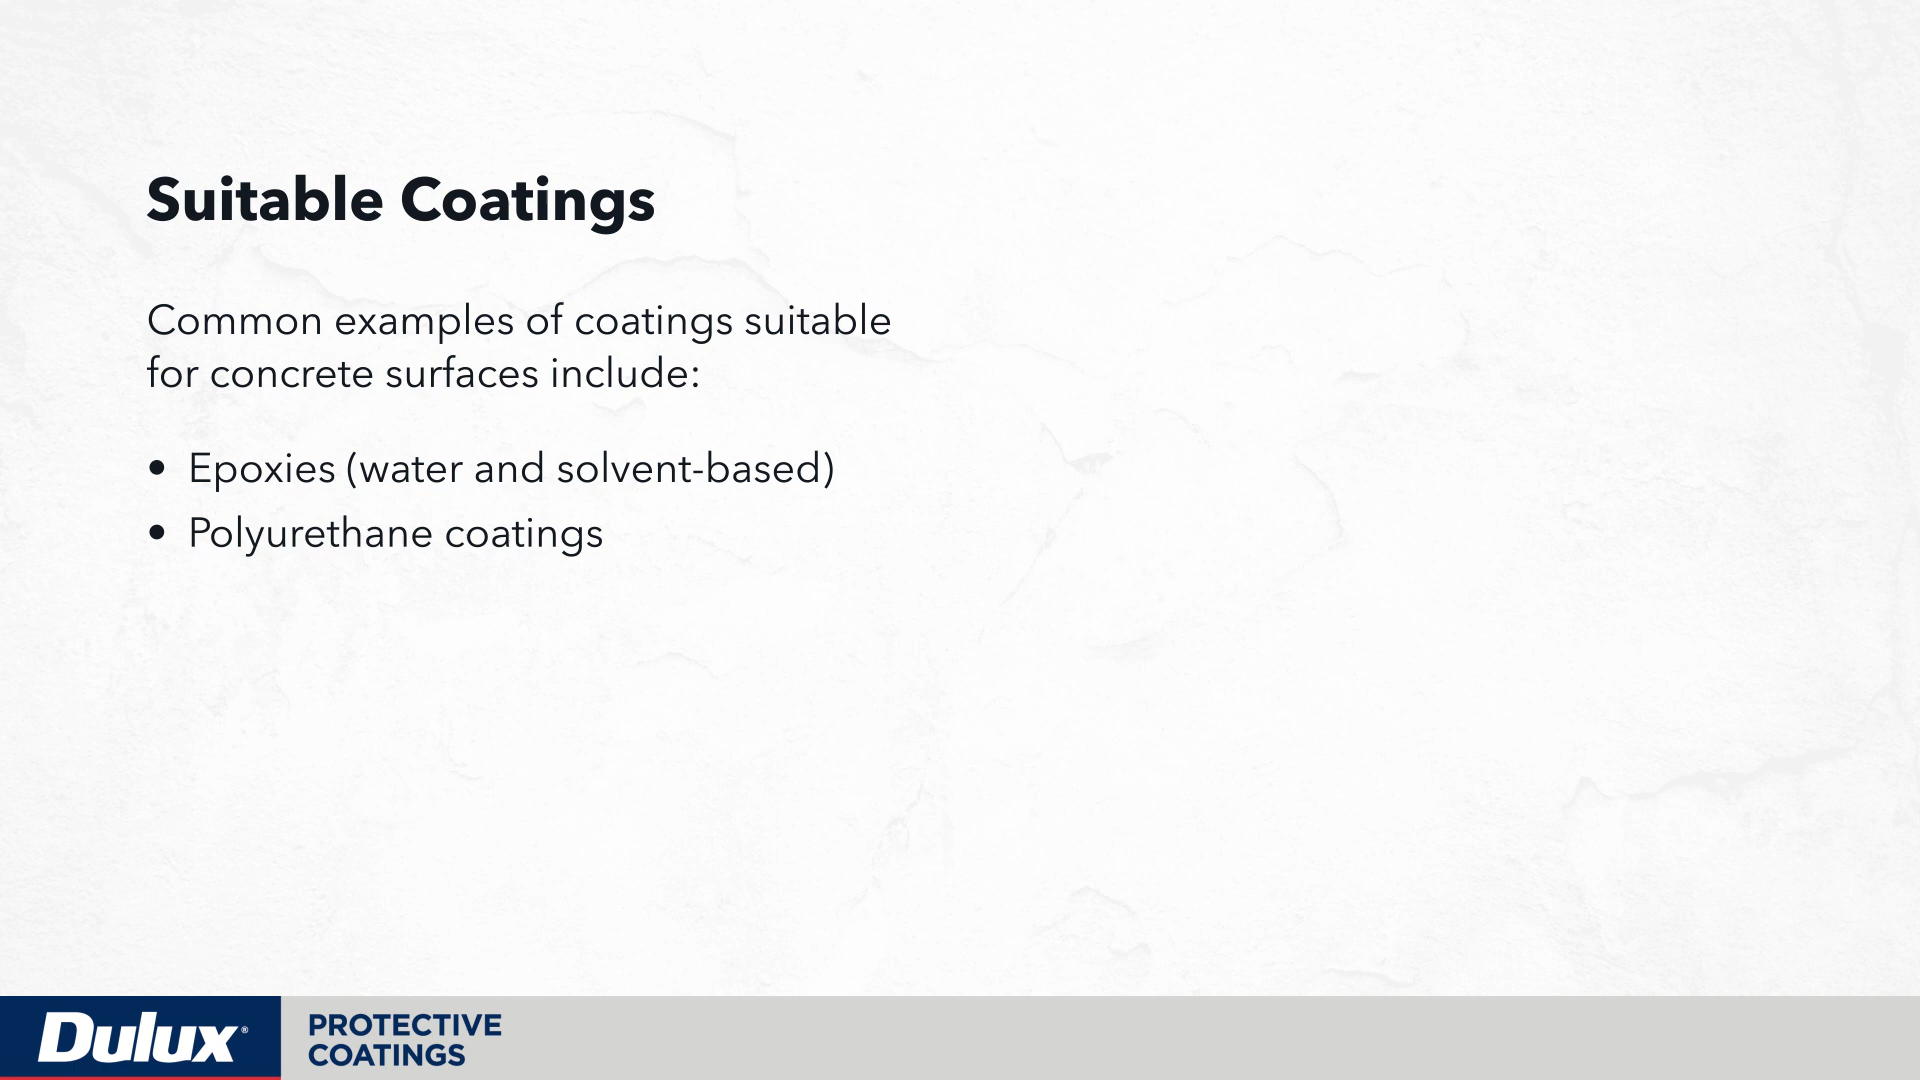 Suitable Coatings
Common examples of coatings suitable
for concrete surfaces include:
• Epoxies (water and solvent-based)
• Polyurethane coatings
Dulux®
PROTECTIVE
COATINGS